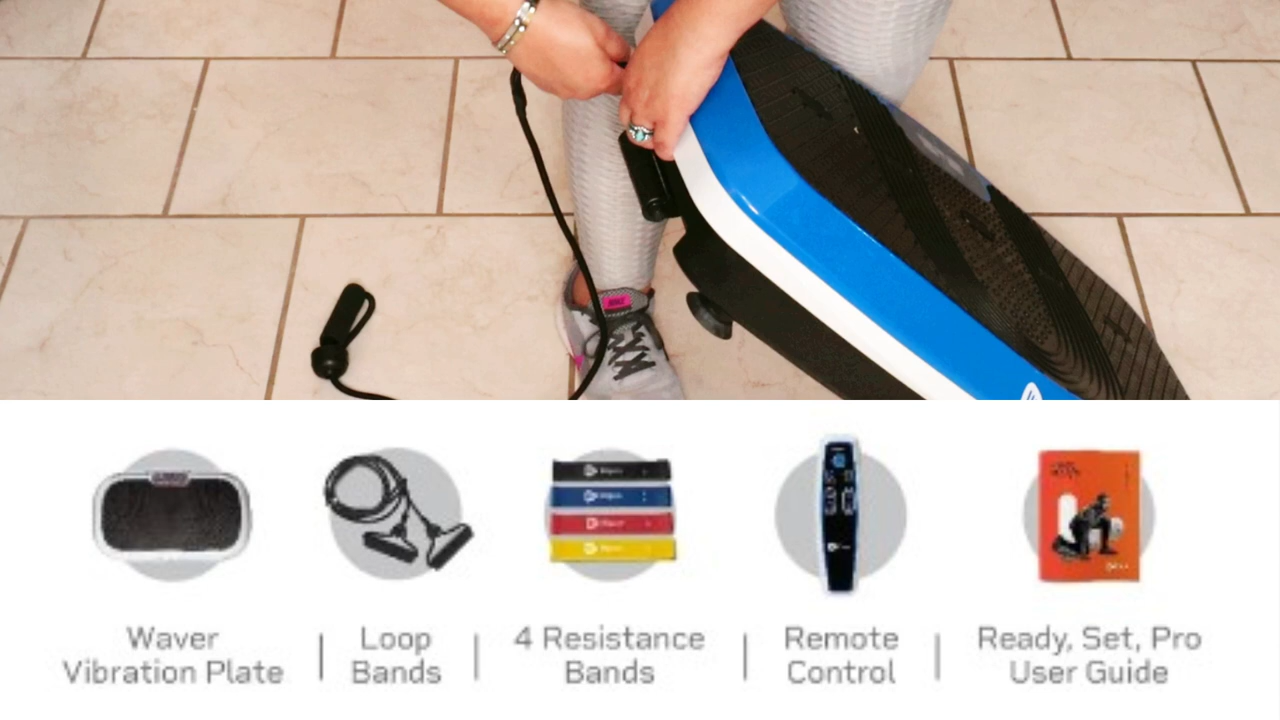 Waver
Vibration Plate
Loop
Bands
4 Resistance
Bands
Remote
Control
Ready, Set, Pro
User Guide